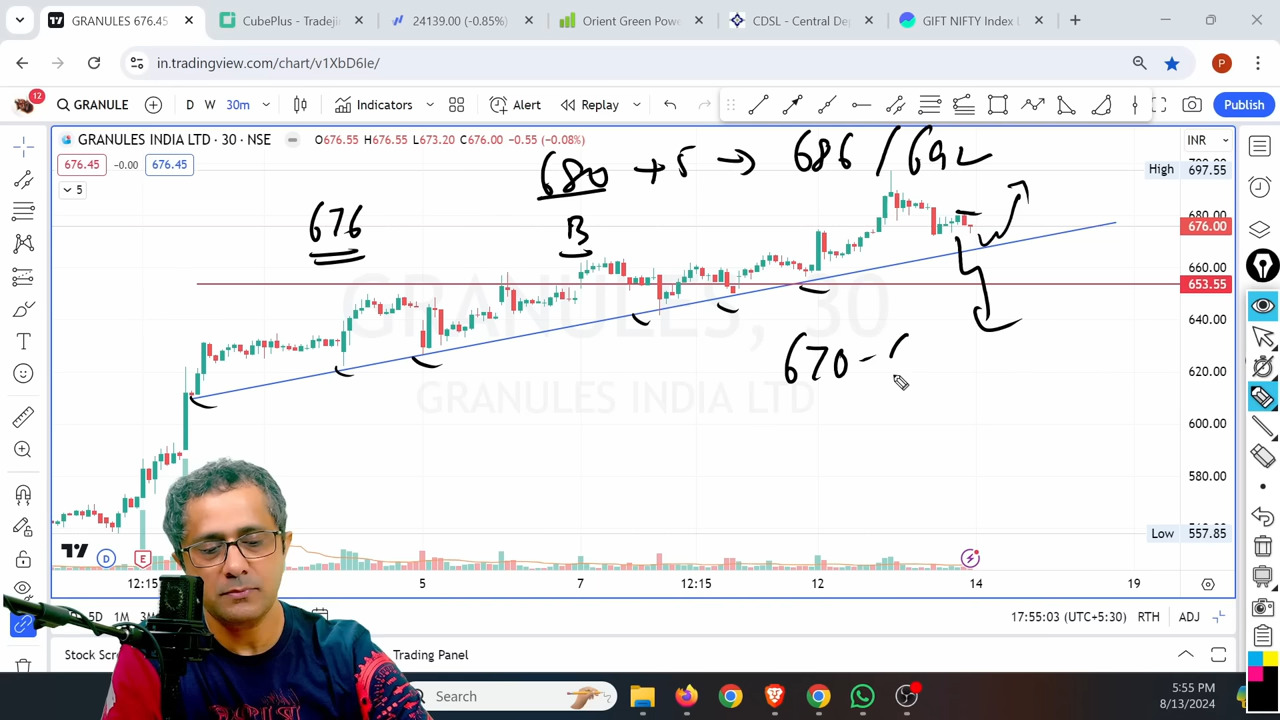 GRANULES 676.45
CubePlus - Tradeji
24139.00 (-0.85%)
Orient Green Power
CDSL - Central De
GIFT NIFTY Index
in.tradingview.com/chart/v1XbD6Ie/
P
12
GRANULE
D W 30m
Indicators
Alert
Replay
Publish
GRANULES INDIA LTD · 30 · NSE
O676.55 H676.55 L673.20 C676.00 -0.55 (-0.08%)
INR
676.45
-0.00
676.45
5
680 + 5 → 686 / 692
High 697.55
676
B
680.00
676.00
660.00
653.55
640.00
GRANULES, 30
670 -
620.00
GRANULES INDIA LTD
600.00
580.00
Low 557.85
D
E
12:15
5
7
12:15
12
14
19
5D
1M
17:55:03 (UTC+5:30)
RTH
ADJ
Stock Scr
Trading Panel
Search
5:55 PM
8/13/2024